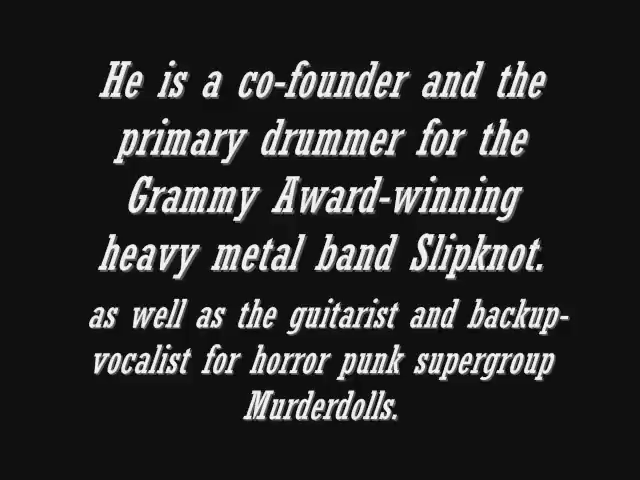 He is a co-founder and the
primary drummer for the
Grammy Award-winning
heavy metal band Slipknot.
as well as the guitarist and backup-
vocalist for horror punk supergroup
Murderdolls.